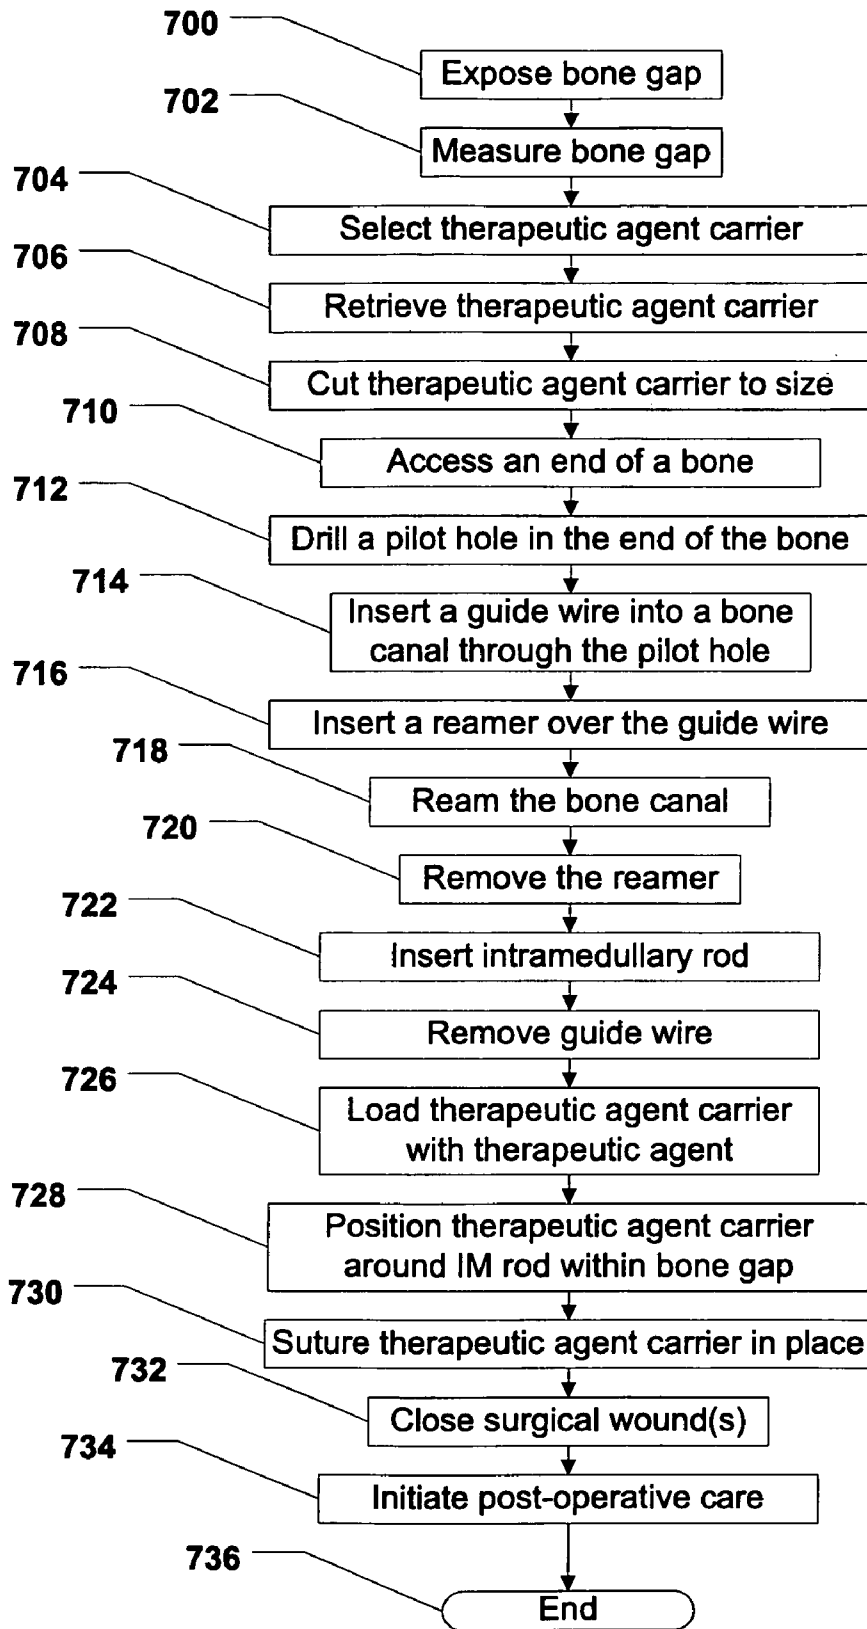 700
Expose bone gap
702
Measure bone gap
704
Select therapeutic agent carrier
706
Retrieve therapeutic agent carrier
708
Cut therapeutic agent carrier to size
710
Access an end of a bone
712
Drill a pilot hole in the end of the bone
714
Insert a guide wire into a bone
canal through the pilot hole
716
Insert a reamer over the guide wire
718
Ream the bone canal
720
Remove the reamer
722
Insert intramedullary rod
724
Remove guide wire
726
Load therapeutic agent carrier
with therapeutic agent
728
Position therapeutic agent carrier
around IM rod within bone gap
730
Suture therapeutic agent carrier in place
732
Close surgical wound(s)
734
Initiate post-operative care
736
End